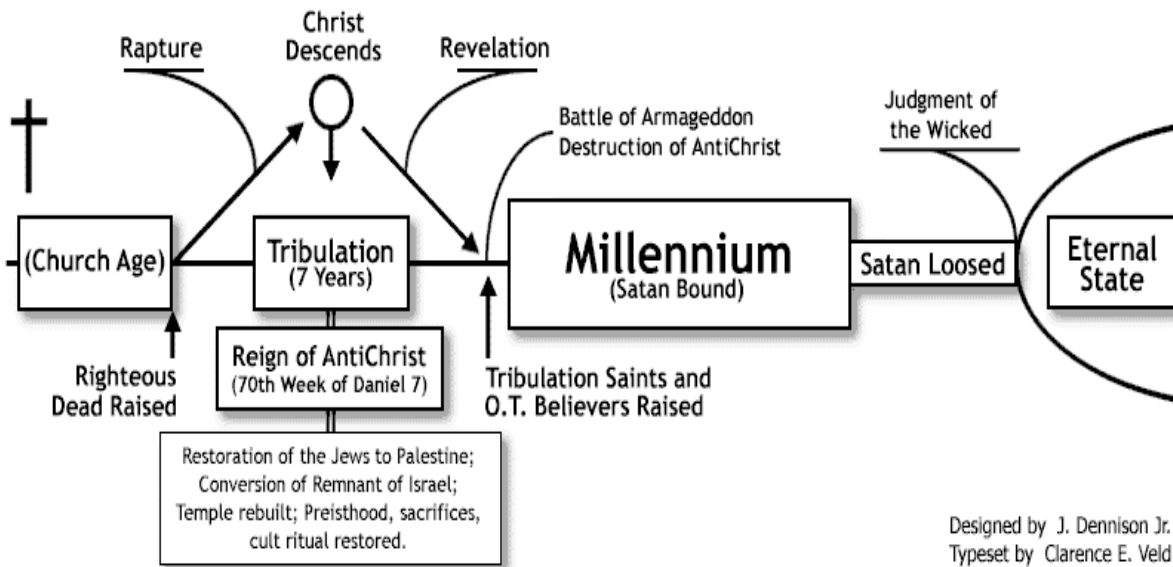 Rapture
Christ
Descends
Revelation
Battle of Armageddon
Destruction of AntiChrist
Judgment of
the Wicked
(Church Age)
Tribulation
(7 Years)
Millennium
(Satan Bound)
Satan Loosed
Eternal
State
Righteous
Dead Raised
Reign of AntiChrist
(70th Week of Daniel 7)
Tribulation Saints and
O.T. Believers Raised
Restoration of the Jews to Palestine;
Conversion of Remnant of Israel;
Temple rebuilt; Preisthood, sacrifices,
cult ritual restored.
Designed by J. Dennison Jr.
Typeset by Clarence E. Veld